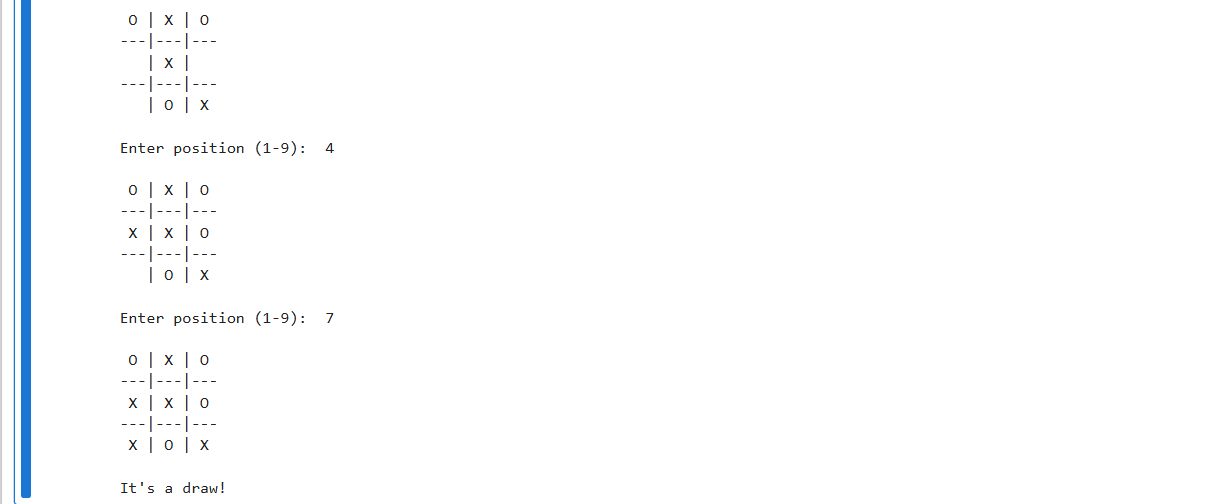 O | X | O
---|---|---
   | X |
---|---|---
   | O | X
Enter position (1-9):  4
 O | X | O
---|---|---
 X | X | O
---|---|---
   | O | X
Enter position (1-9):  7
 O | X | O
---|---|---
 X | X | O
---|---|---
 X | O | X
It's a draw!